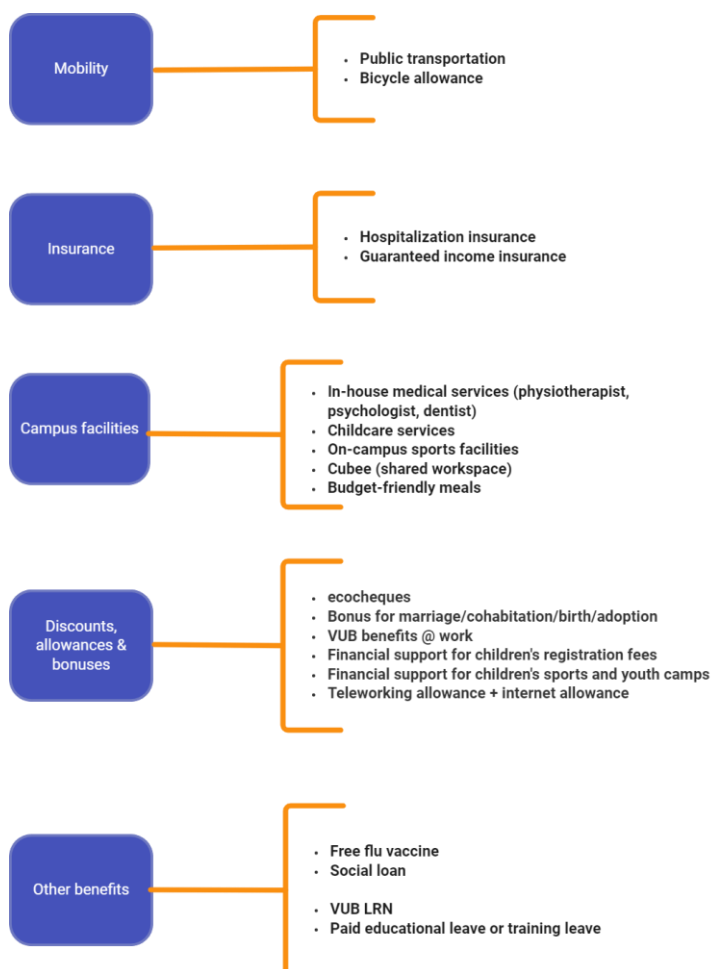 Mobility
• Public transportation
• Bicycle allowance
Insurance
• Hospitalization insurance
• Guaranteed income insurance
Campus facilities
• In-house medical services (physiotherapist,
psychologist, dentist)
• Childcare services
• On-campus sports facilities
• Cubee (shared workspace)
• Budget-friendly meals
Discounts,
allowances &
bonuses
• ecocheques
• Bonus for marriage/cohabitation/birth/adoption
• VUB benefits @ work
• Financial support for children's registration fees
• Financial support for children's sports and youth camps
• Teleworking allowance + internet allowance
Other benefits
• Free flu vaccine
• Social loan
• VUB LRN
• Paid educational leave or training leave